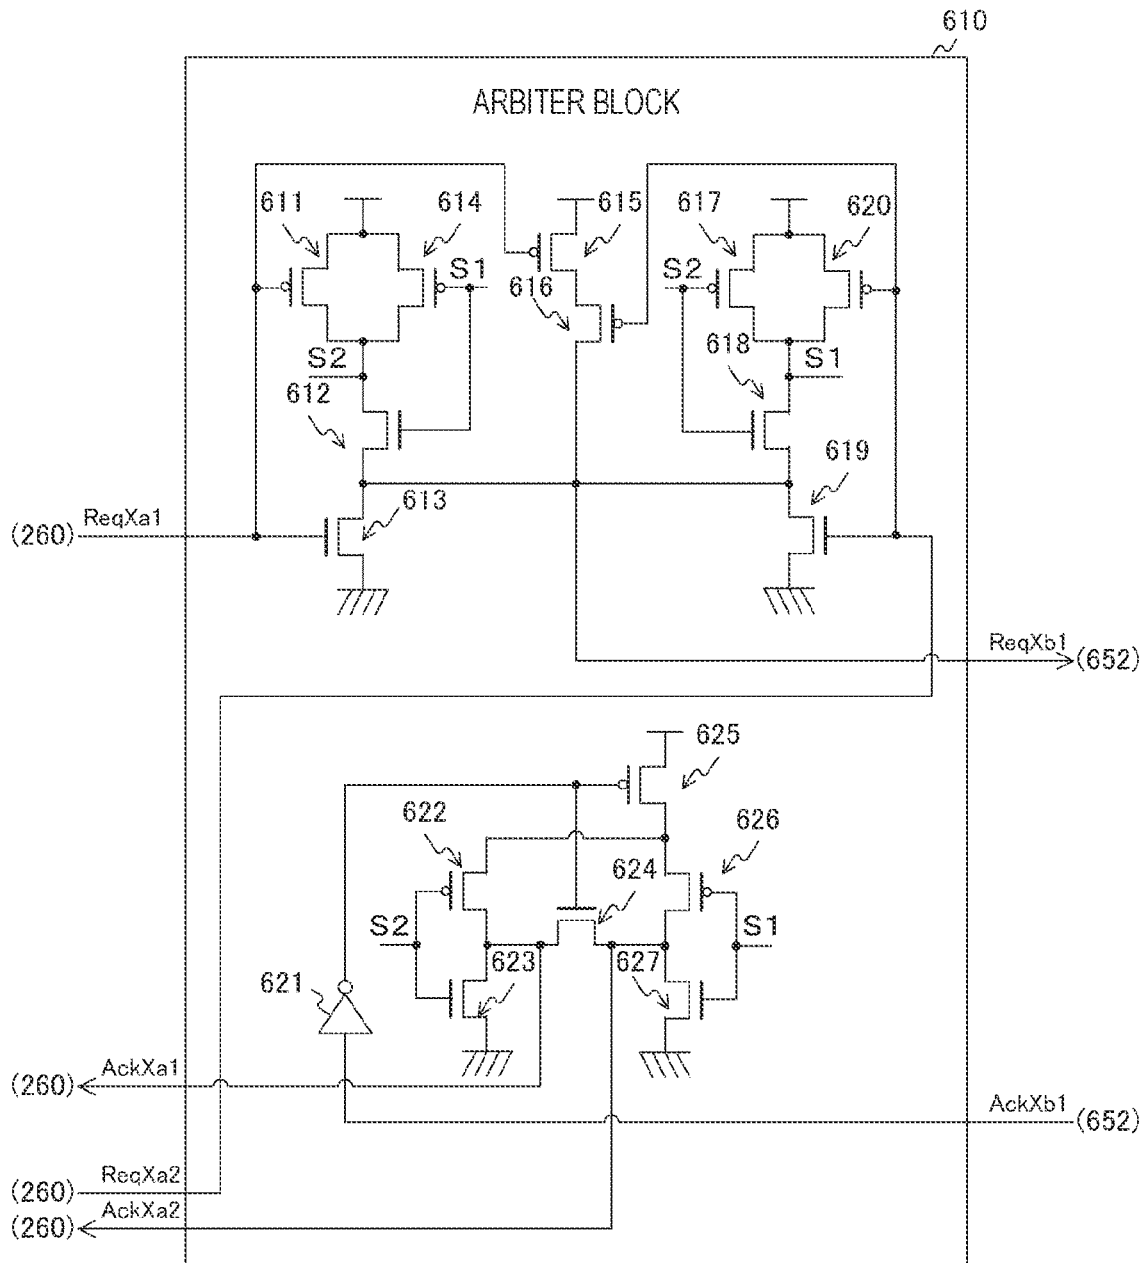 610
ARBITER BLOCK
611
614
615
617
620
S1
S2
616
618
S2
S1
612
619
613
(260) ReqXa1
ReqXb1 (652)
625
622
626
624
S2
S1
623
627
621
(260) AckXa1
AckXb1 (652)
(260) ReqXa2
(260) AckXa2